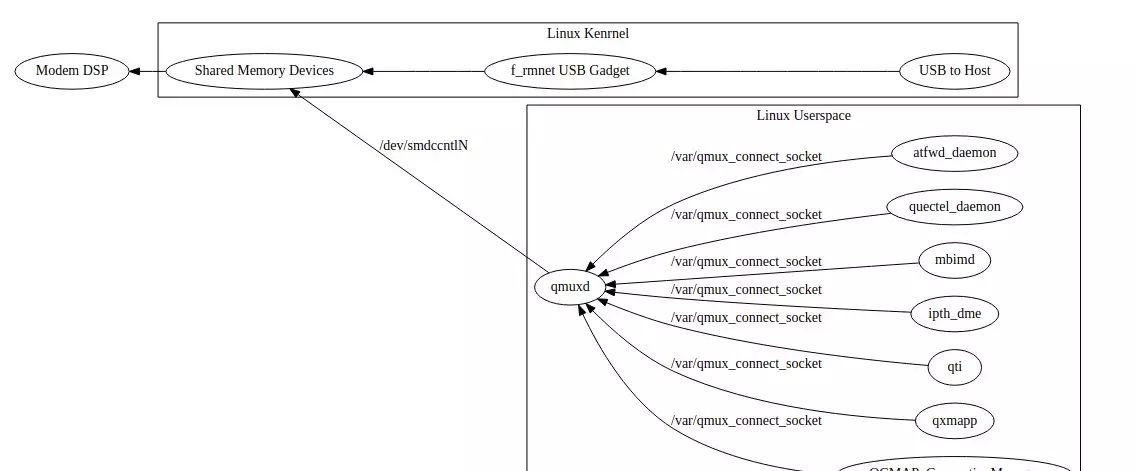 Linux Kenrnel
Modem DSP
Shared Memory Devices
f_rmnet USB Gadget
USB to Host
Linux Userspace
/dev/smdccntlN
/var/qmux_connect_socket
atfwd_daemon
/var/qmux_connect_socket
quectel_daemon
/var/qmux_connect_socket
mbimd
qmuxd
/var/qmux_connect_socket
ipth_dme
/var/qmux_connect_socket
/var/qmux_connect_socket
qti
/var/qmux_connect_socket
qxmapp